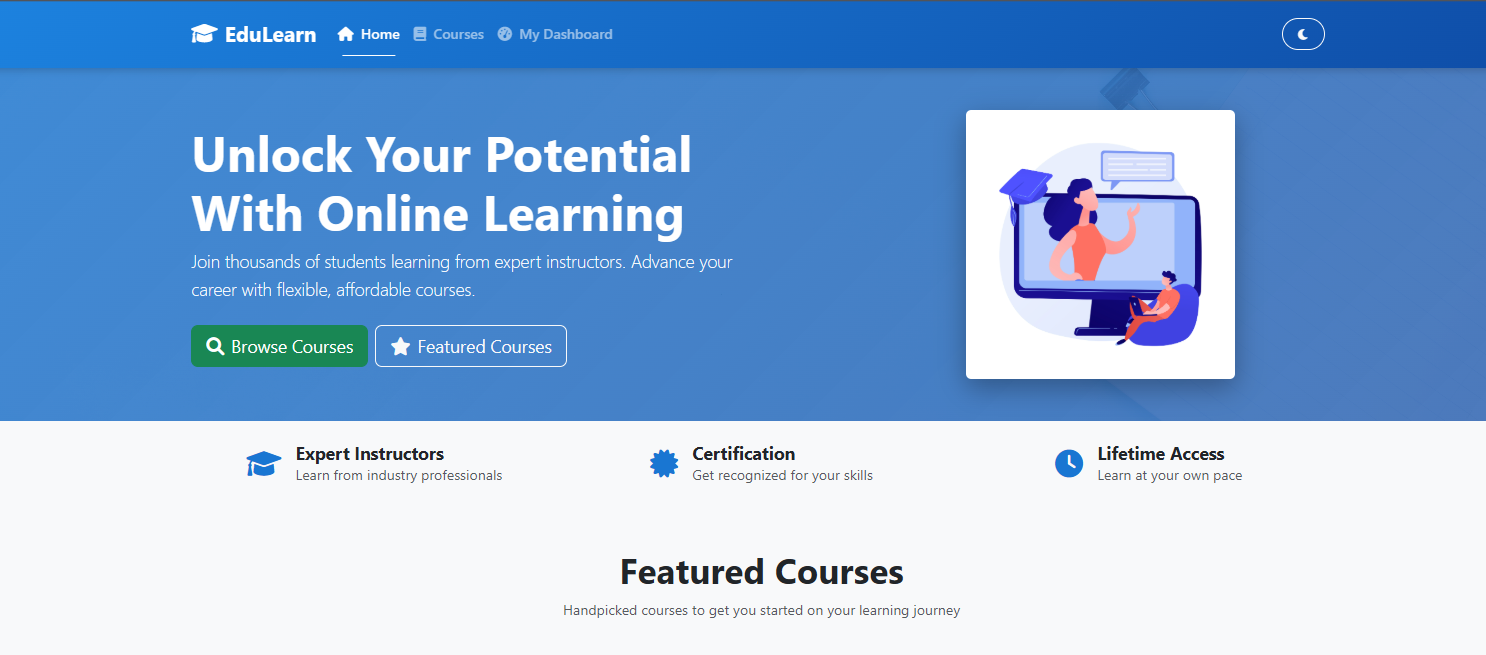 EduLearn Home Courses My Dashboard
Unlock Your Potential
With Online Learning
Join thousands of students learning from expert instructors. Advance your
career with flexible, affordable courses.
Browse Courses Featured Courses
Expert Instructors
Learn from industry professionals
Certification
Get recognized for your skills
Lifetime Access
Learn at your own pace
Featured Courses
Handpicked courses to get you started on your learning journey